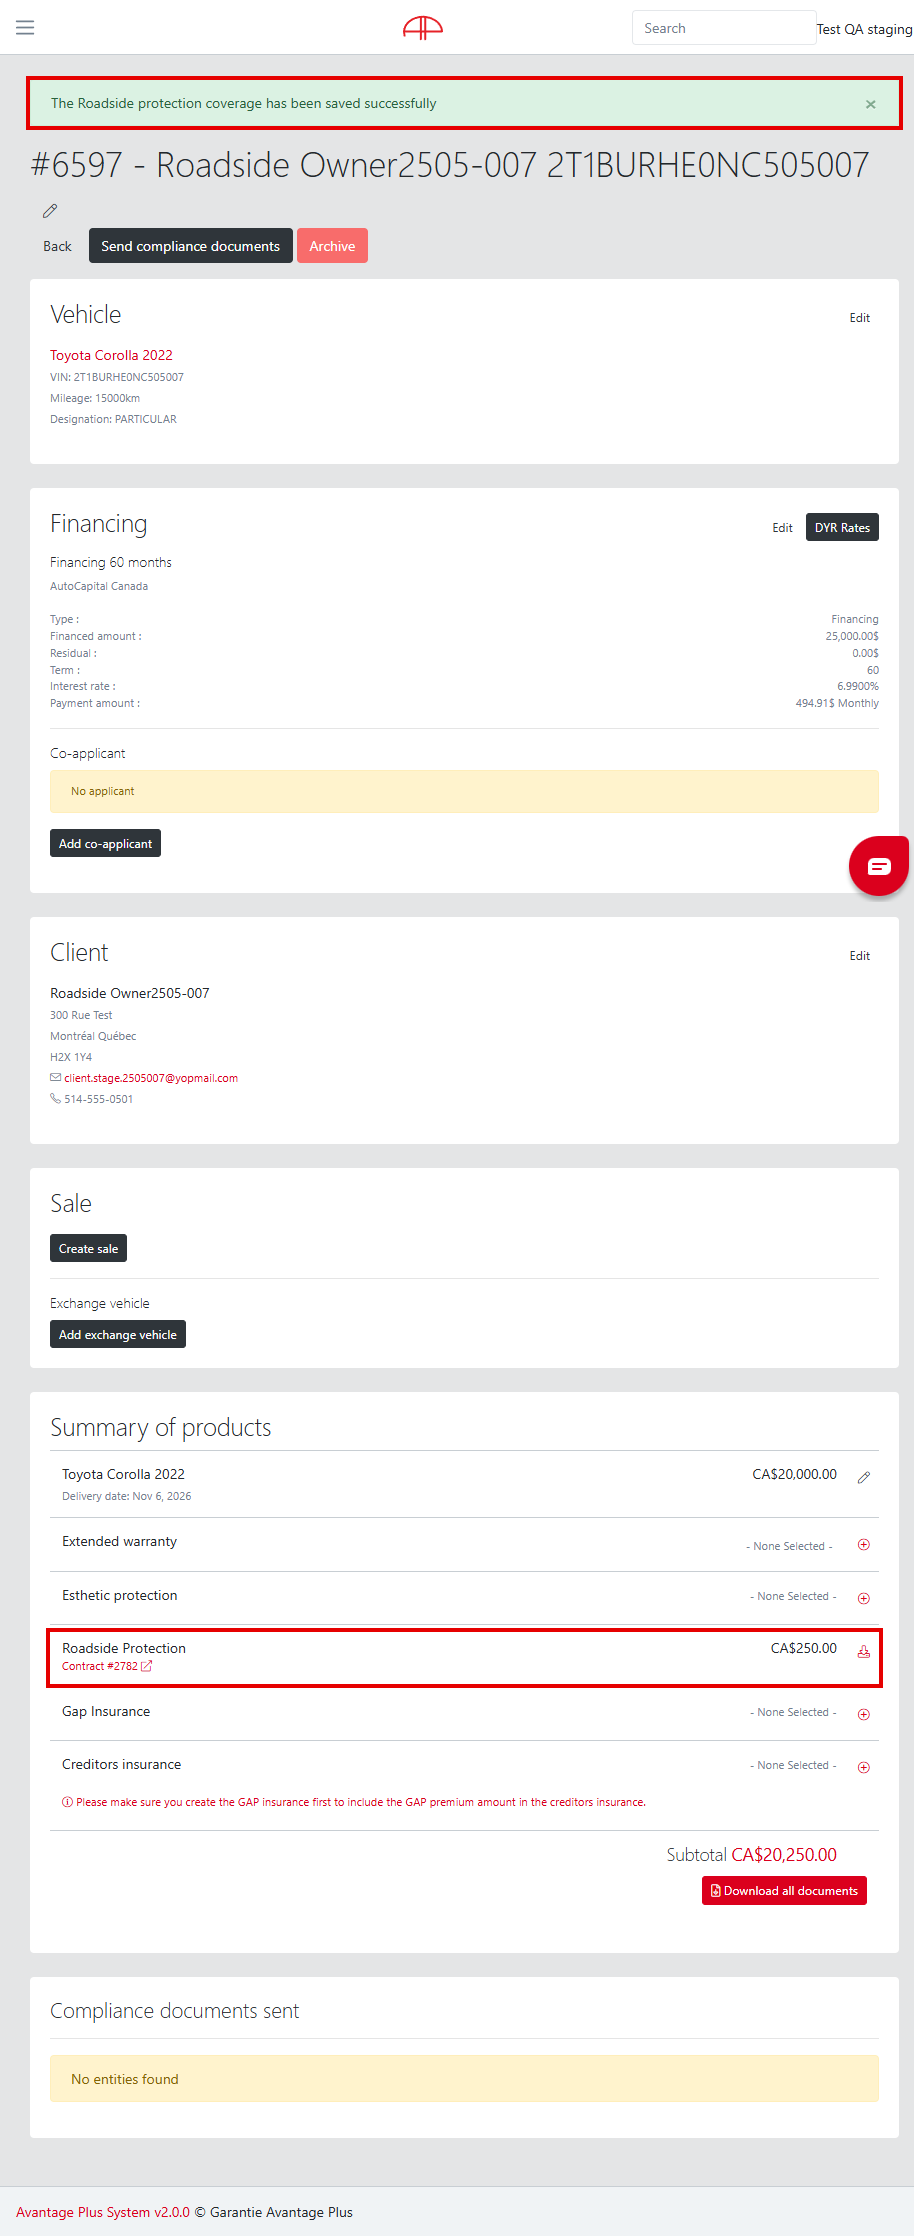 Search
Test QA staging
The Roadside protection coverage has been saved successfully
×
#6597 - Roadside Owner2505-007 2T1BURHE0NC505007
Back
Send compliance documents
Archive
Vehicle
Edit
Toyota Corolla 2022
VIN: 2T1BURHE0NC505007
Mileage: 15000km
Designation: PARTICULAR
Financing
Edit
DYR Rates
Financing 60 months
AutoCapital Canada
Type : Financing
Financed amount : 25,000.00$
Residual : 0.00$
Term : 60
Interest rate : 6.9900%
Payment amount : 494.91$ Monthly
Co-applicant
No applicant
Add co-applicant
Client
Edit
Roadside Owner2505-007
300 Rue Test
Montréal Québec
H2X 1Y4
client.stage.2505007@yopmail.com
514-555-0501
Sale
Create sale
Exchange vehicle
Add exchange vehicle
Summary of products
Toyota Corolla 2022 CA$20,000.00
Delivery date: Nov 6, 2026
Extended warranty - None Selected -
Esthetic protection - None Selected -
Roadside Protection CA$250.00
Contract #2782
Gap Insurance - None Selected -
Creditors insurance - None Selected -
Please make sure you create the GAP insurance first to include the GAP premium amount in the creditors insurance.
Subtotal CA$20,250.00
Download all documents
Compliance documents sent
No entities found
Avantage Plus System v2.0.0 © Garantie Avantage Plus